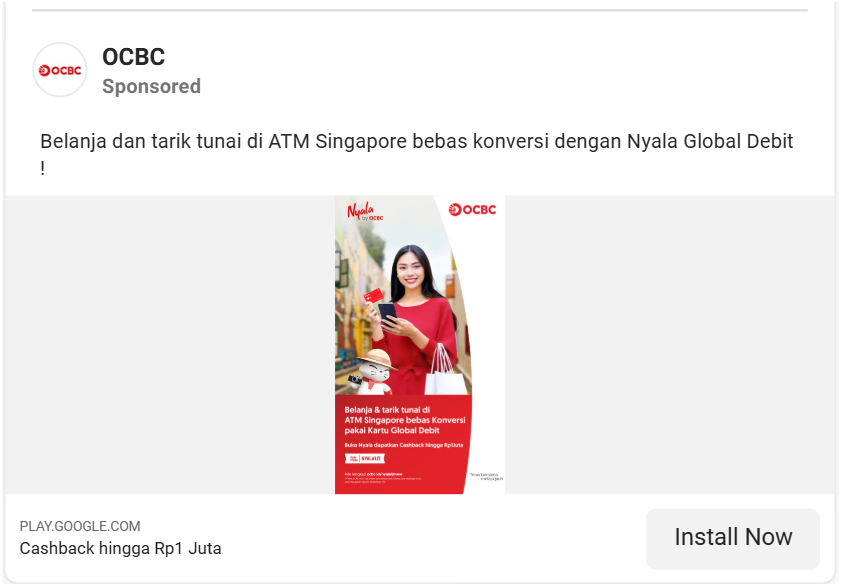 OCBC
OCBC
Sponsored
Belanja dan tarik tunai di ATM Singapore bebas konversi dengan Nyala Global Debit
!
Nyala
by OCBC
OCBC
Belanja & tarik tunai di
ATM Singapore bebas Konversi
pakai Kartu Global Debit
Buka Nyala dapatkan Cashback hingga Rp1Juta
PLAY.GOOGLE.COM
Cashback hingga Rp1 Juta
Install Now